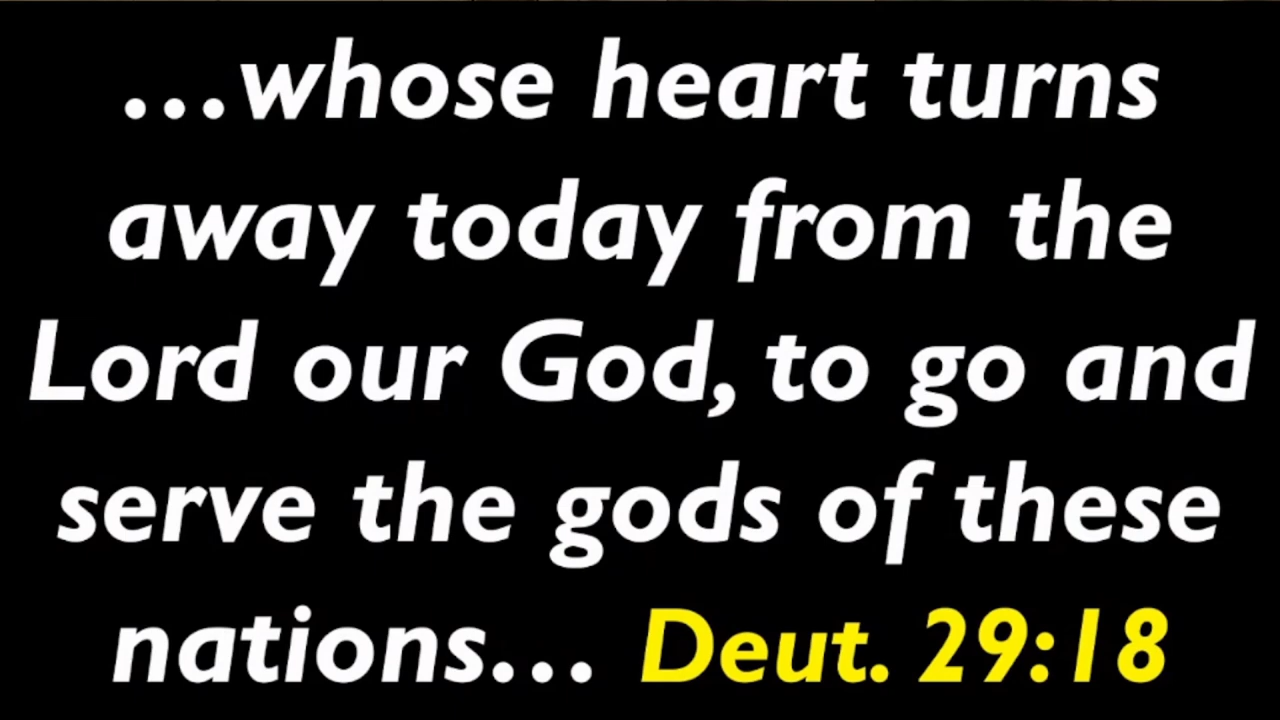 …whose heart turns
away today from the
Lord our God, to go and
serve the gods of these
nations… Deut. 29:18